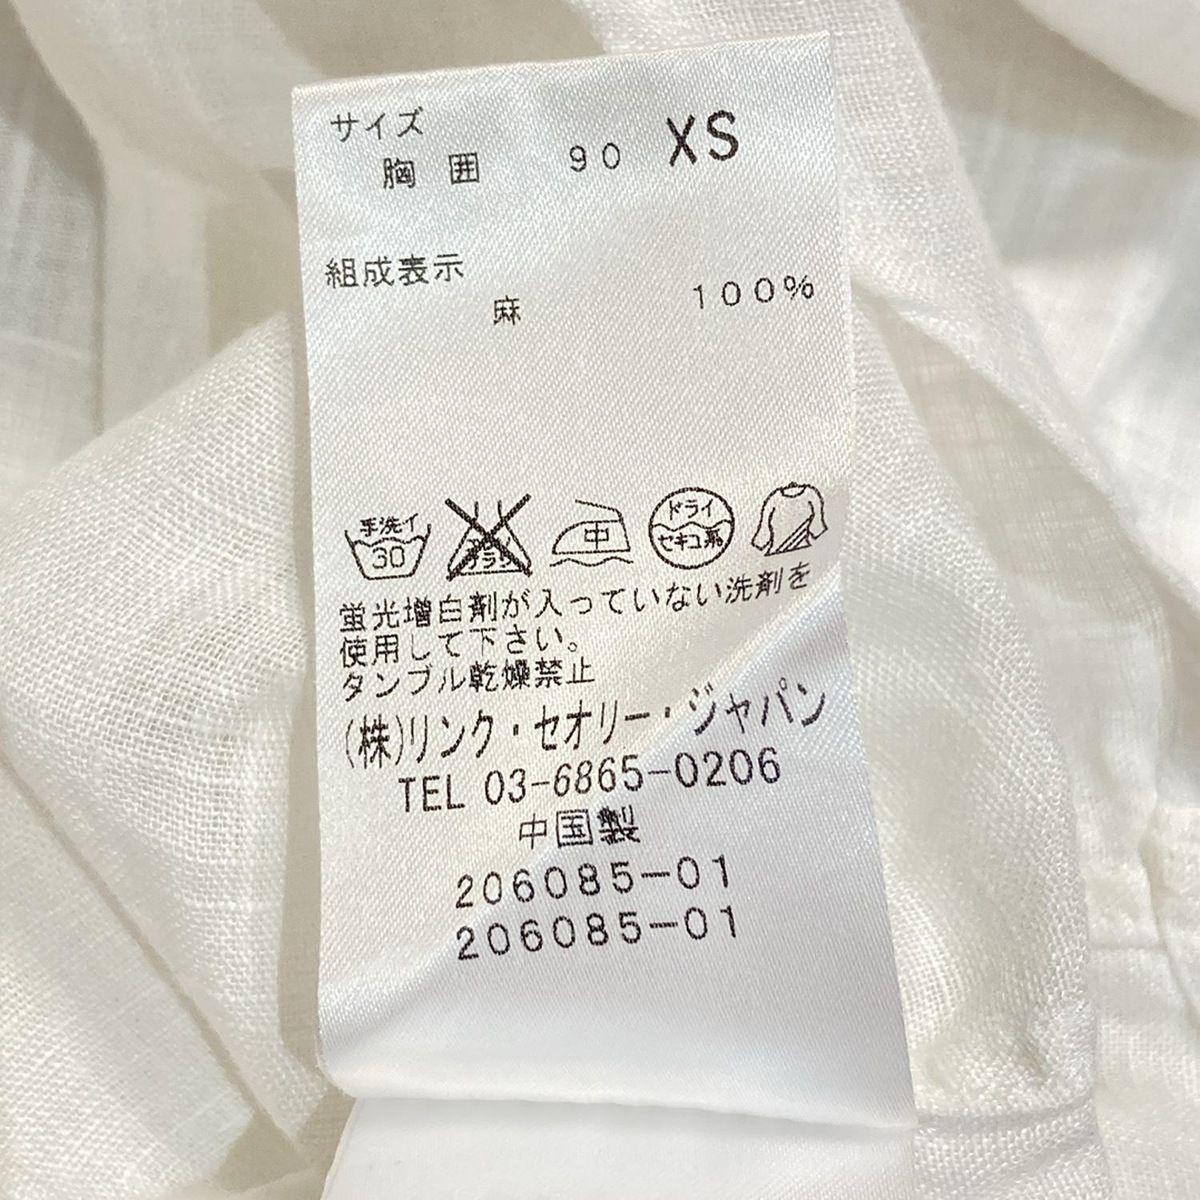 サイズ
胸 囲 90 XS
組成表示
麻 100%
手洗イ
30
中
ドライ
セキユ系
蛍光増白剤が入っていない洗剤を
使用して下さい。
タンブル乾燥禁止
(株)リンク・セオリー・ジャパン
TEL 03-6865-0206
中国製
206085-01
206085-01